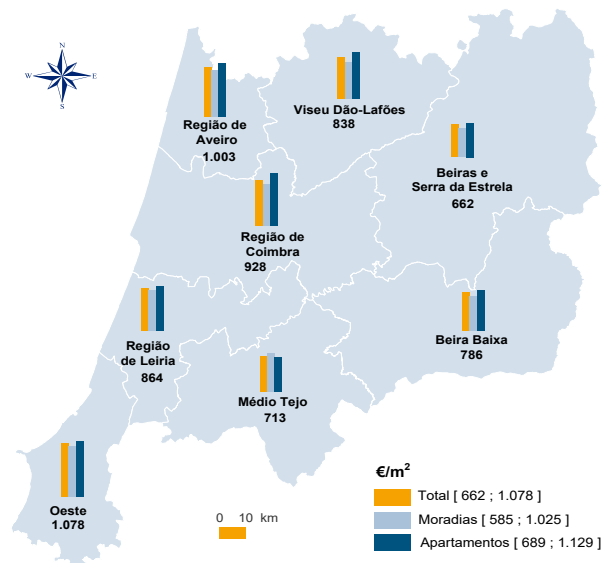 N
W
E
S
Região de
Aveiro
1.003
Viseu Dão-Lafões
838
Beiras e
Serra da Estrela
662
Região de
Coimbra
928
Região
de Leiria
864
Beira Baixa
786
Médio Tejo
713
Oeste
1.078
0 10 km
€/m²
Total [ 662 ; 1.078 ]
Moradias [ 585 ; 1.025 ]
Apartamentos [ 689 ; 1.129 ]